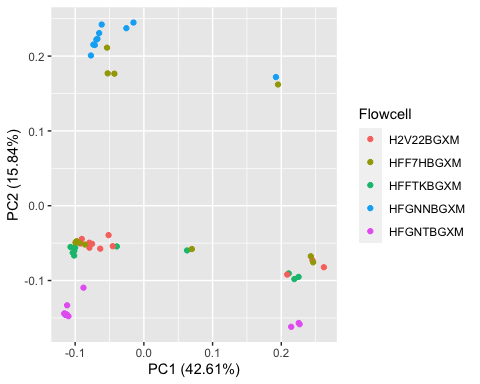 0.2
0.1
0.0
-0.1
-0.1
0.0
0.1
0.2
PC1 (42.61%)
PC2 (15.84%)
Flowcell
H2V22BGXM
HFF7HBGXM
HFFTKBGXM
HFGNNBGXM
HFGNTBGXM